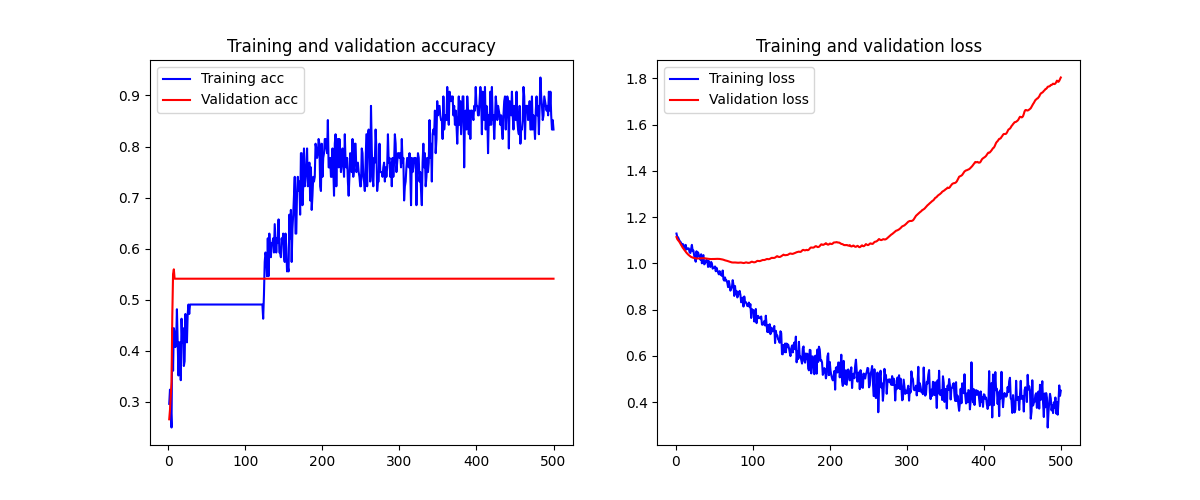 Training and validation accuracy
Training acc
Validation acc
0.9
0.8
0.7
0.6
0.5
0.4
0.3
0 100 200 300 400 500
Training and validation loss
Training loss
Validation loss
1.8
1.6
1.4
1.2
1.0
0.8
0.6
0.4
0 100 200 300 400 500